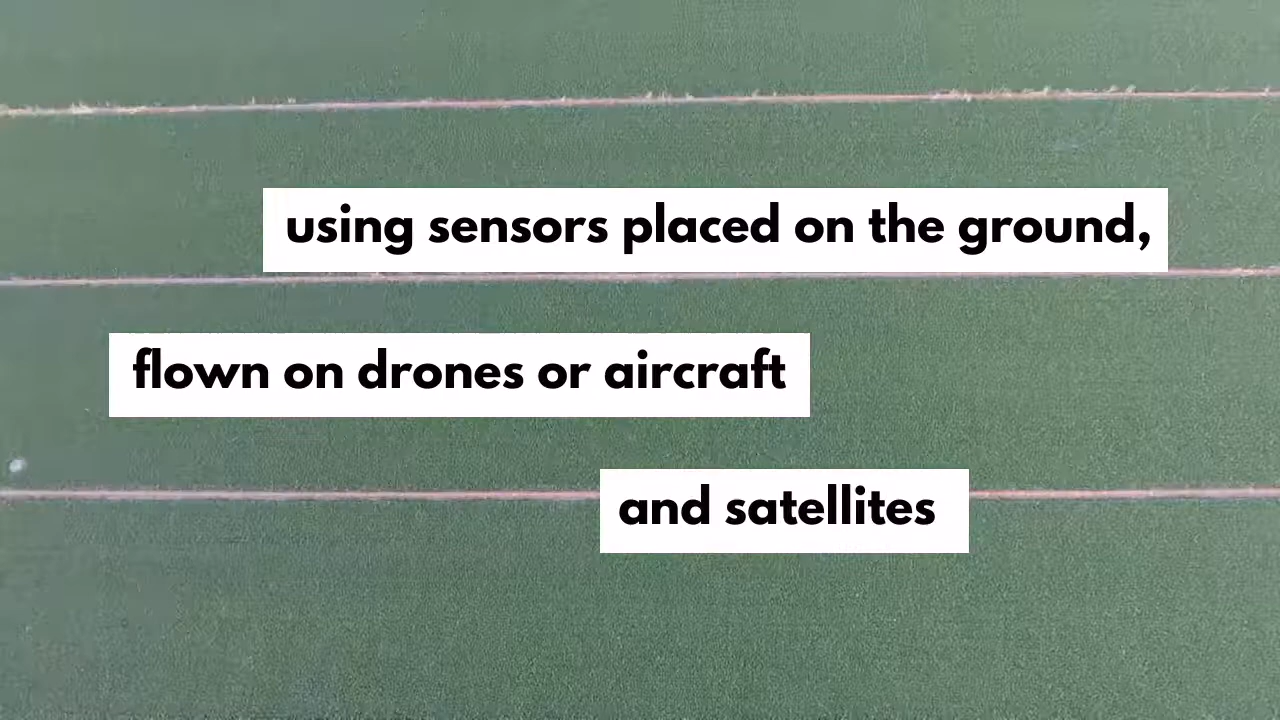 using sensors placed on the ground,
flown on drones or aircraft
and satellites